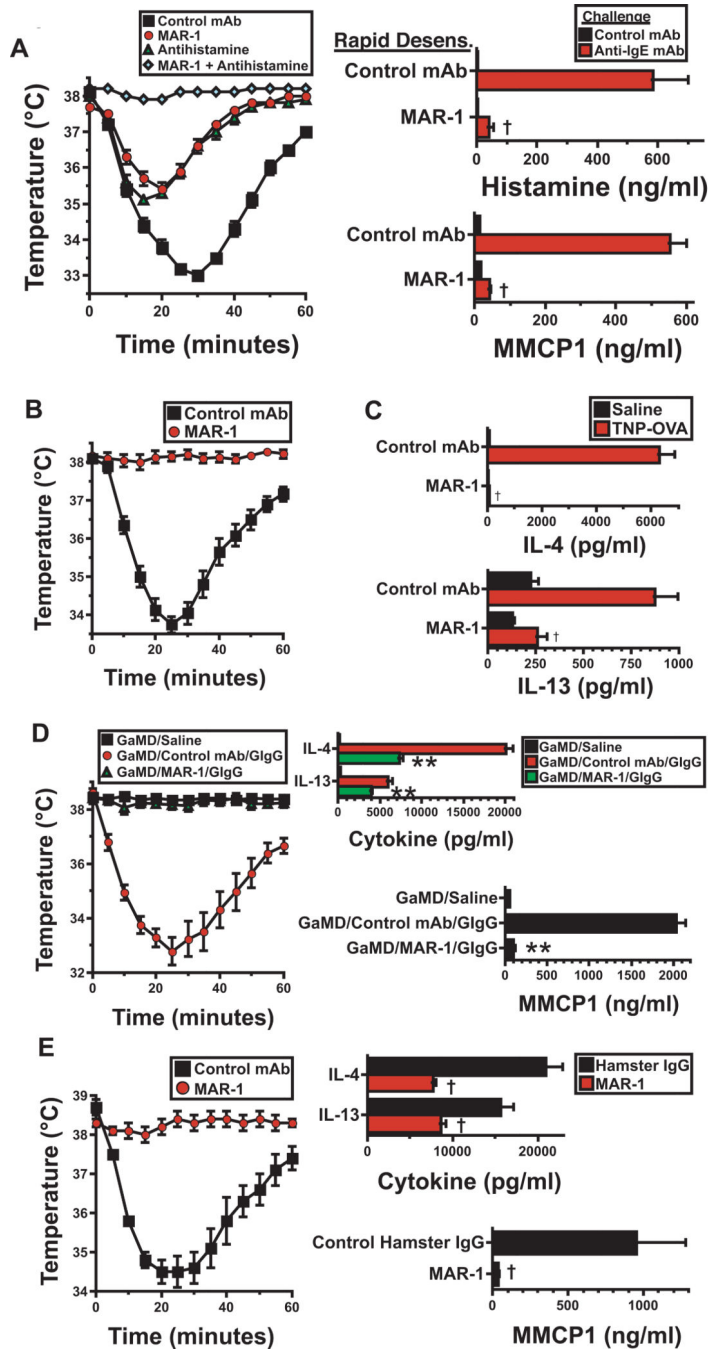 A
Control mAb
MAR-1
Antihistamine
MAR-1 + Antihistamine
38
37
36
35
34
33
Temperature (°C)
0 20 40 60
Time (minutes)
Challenge
Control mAb
Anti-IgE mAb
Rapid Desens.
Control mAb
MAR-1
†
0 200 400 600
Histamine (ng/ml)
Control mAb
MAR-1
†
0 200 400 600
MMCP1 (ng/ml)
B
Control mAb
MAR-1
39
38
37
36
35
34
Temperature (°C)
0 20 40 60
Time (minutes)
C
Saline
TNP-OVA
Control mAb
MAR-1
†
0 2000 4000 6000
IL-4 (pg/ml)
Control mAb
MAR-1
†
0 250 500 750 1000
IL-13 (pg/ml)
D
GaMD/Saline
GaMD/Control mAb/GIgG
GaMD/MAR-1/GIgG
38
36
34
32
Temperature (°C)
0 20 40 60
Time (minutes)
GaMD/Saline
GaMD/Control mAb/GIgG
GaMD/MAR-1/GIgG
IL-4
**
IL-13
**
0 5000 10000 15000 20000
Cytokine (pg/ml)
GaMD/Saline
GaMD/Control mAb/GIgG
GaMD/MAR-1/GIgG
**
0 500 1000 1500 2000
MMCP1 (ng/ml)
E
Control mAb
MAR-1
39
38
37
36
35
34
Temperature (°C)
0 20 40 60
Time (minutes)
Hamster IgG
MAR-1
IL-4
†
IL-13
†
0 10000 20000
Cytokine (pg/ml)
Control Hamster IgG
MAR-1
†
0 500 1000
MMCP1 (ng/ml)